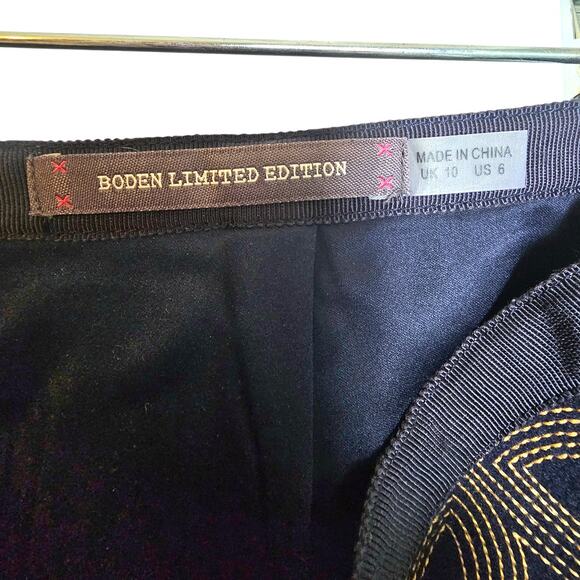 BODEN LIMITED EDITION
MADE IN CHINA
UK 10 US 6